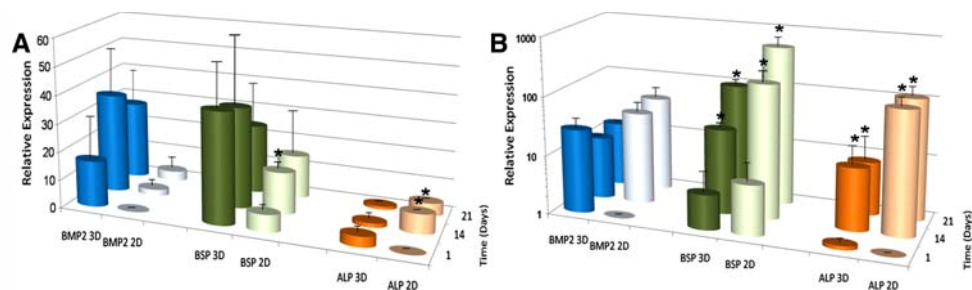 A
Relative Expression
60
50
40
30
20
10
0
BMP2 3D
BMP2 2D
BSP 3D
BSP 2D
ALP 3D
ALP 2D
1
14
21
Time (Days)
*
*
*
B
Relative Expression
1000
100
10
1
BMP2 3D
BMP2 2D
BSP 3D
BSP 2D
ALP 3D
ALP 2D
1
14
21
Time (Days)
*
*
*
*
*
*
*
*